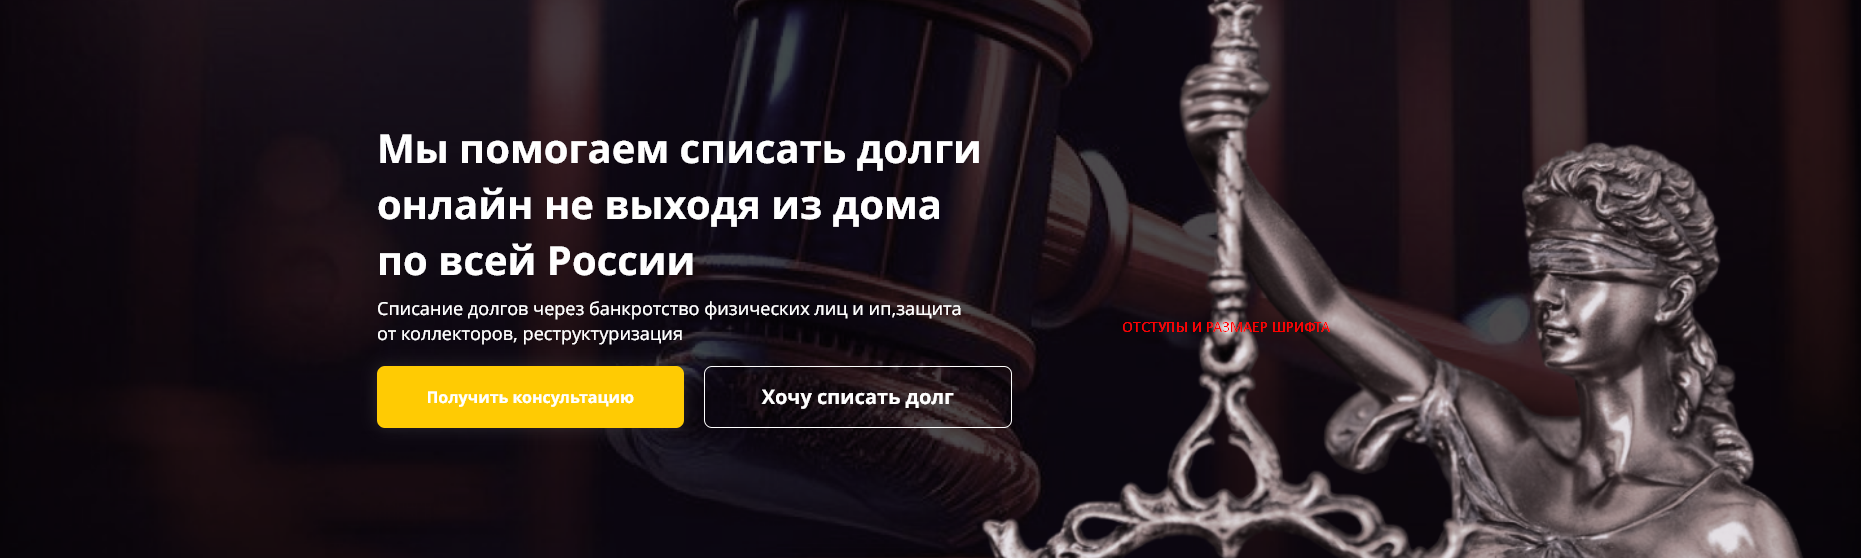 Мы помогаем списать долги
онлайн не выходя из дома
по всей России
Списание долгов через банкротство физических лиц и ип,защита
от коллекторов, реструктуризация
ОТСТУПЫ И РАЗМАЕР ШРИФТА
Получить консультацию
Хочу списать долг